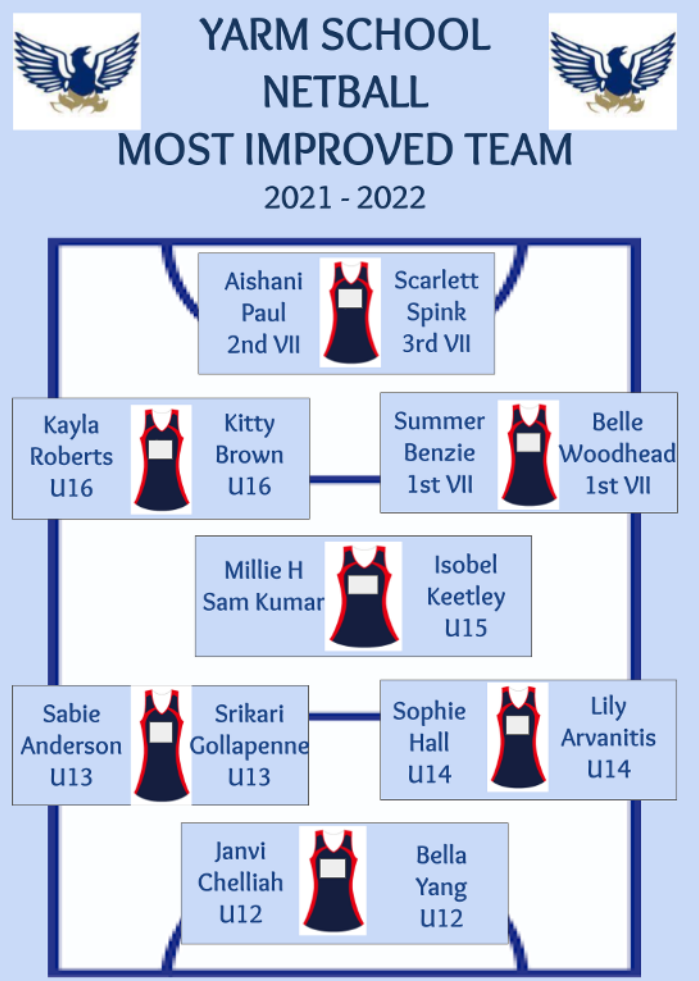 YARM SCHOOL
NETBALL
MOST IMPROVED TEAM
2021 - 2022
Aishani
Paul
2nd VII
Scarlett
Spink
3rd VII
Kayla
Roberts
U16
Kitty
Brown
U16
Summer
Benzie
1st VII
Belle
Woodhead
1st VII
Millie H
Sam Kumar
Isobel
Keetley
U15
Sabie
Anderson
U13
Srikari
Gollapenne
U13
Sophie
Hall
U14
Lily
Arvanitis
U14
Janvi
Chelliah
U12
Bella
Yang
U12